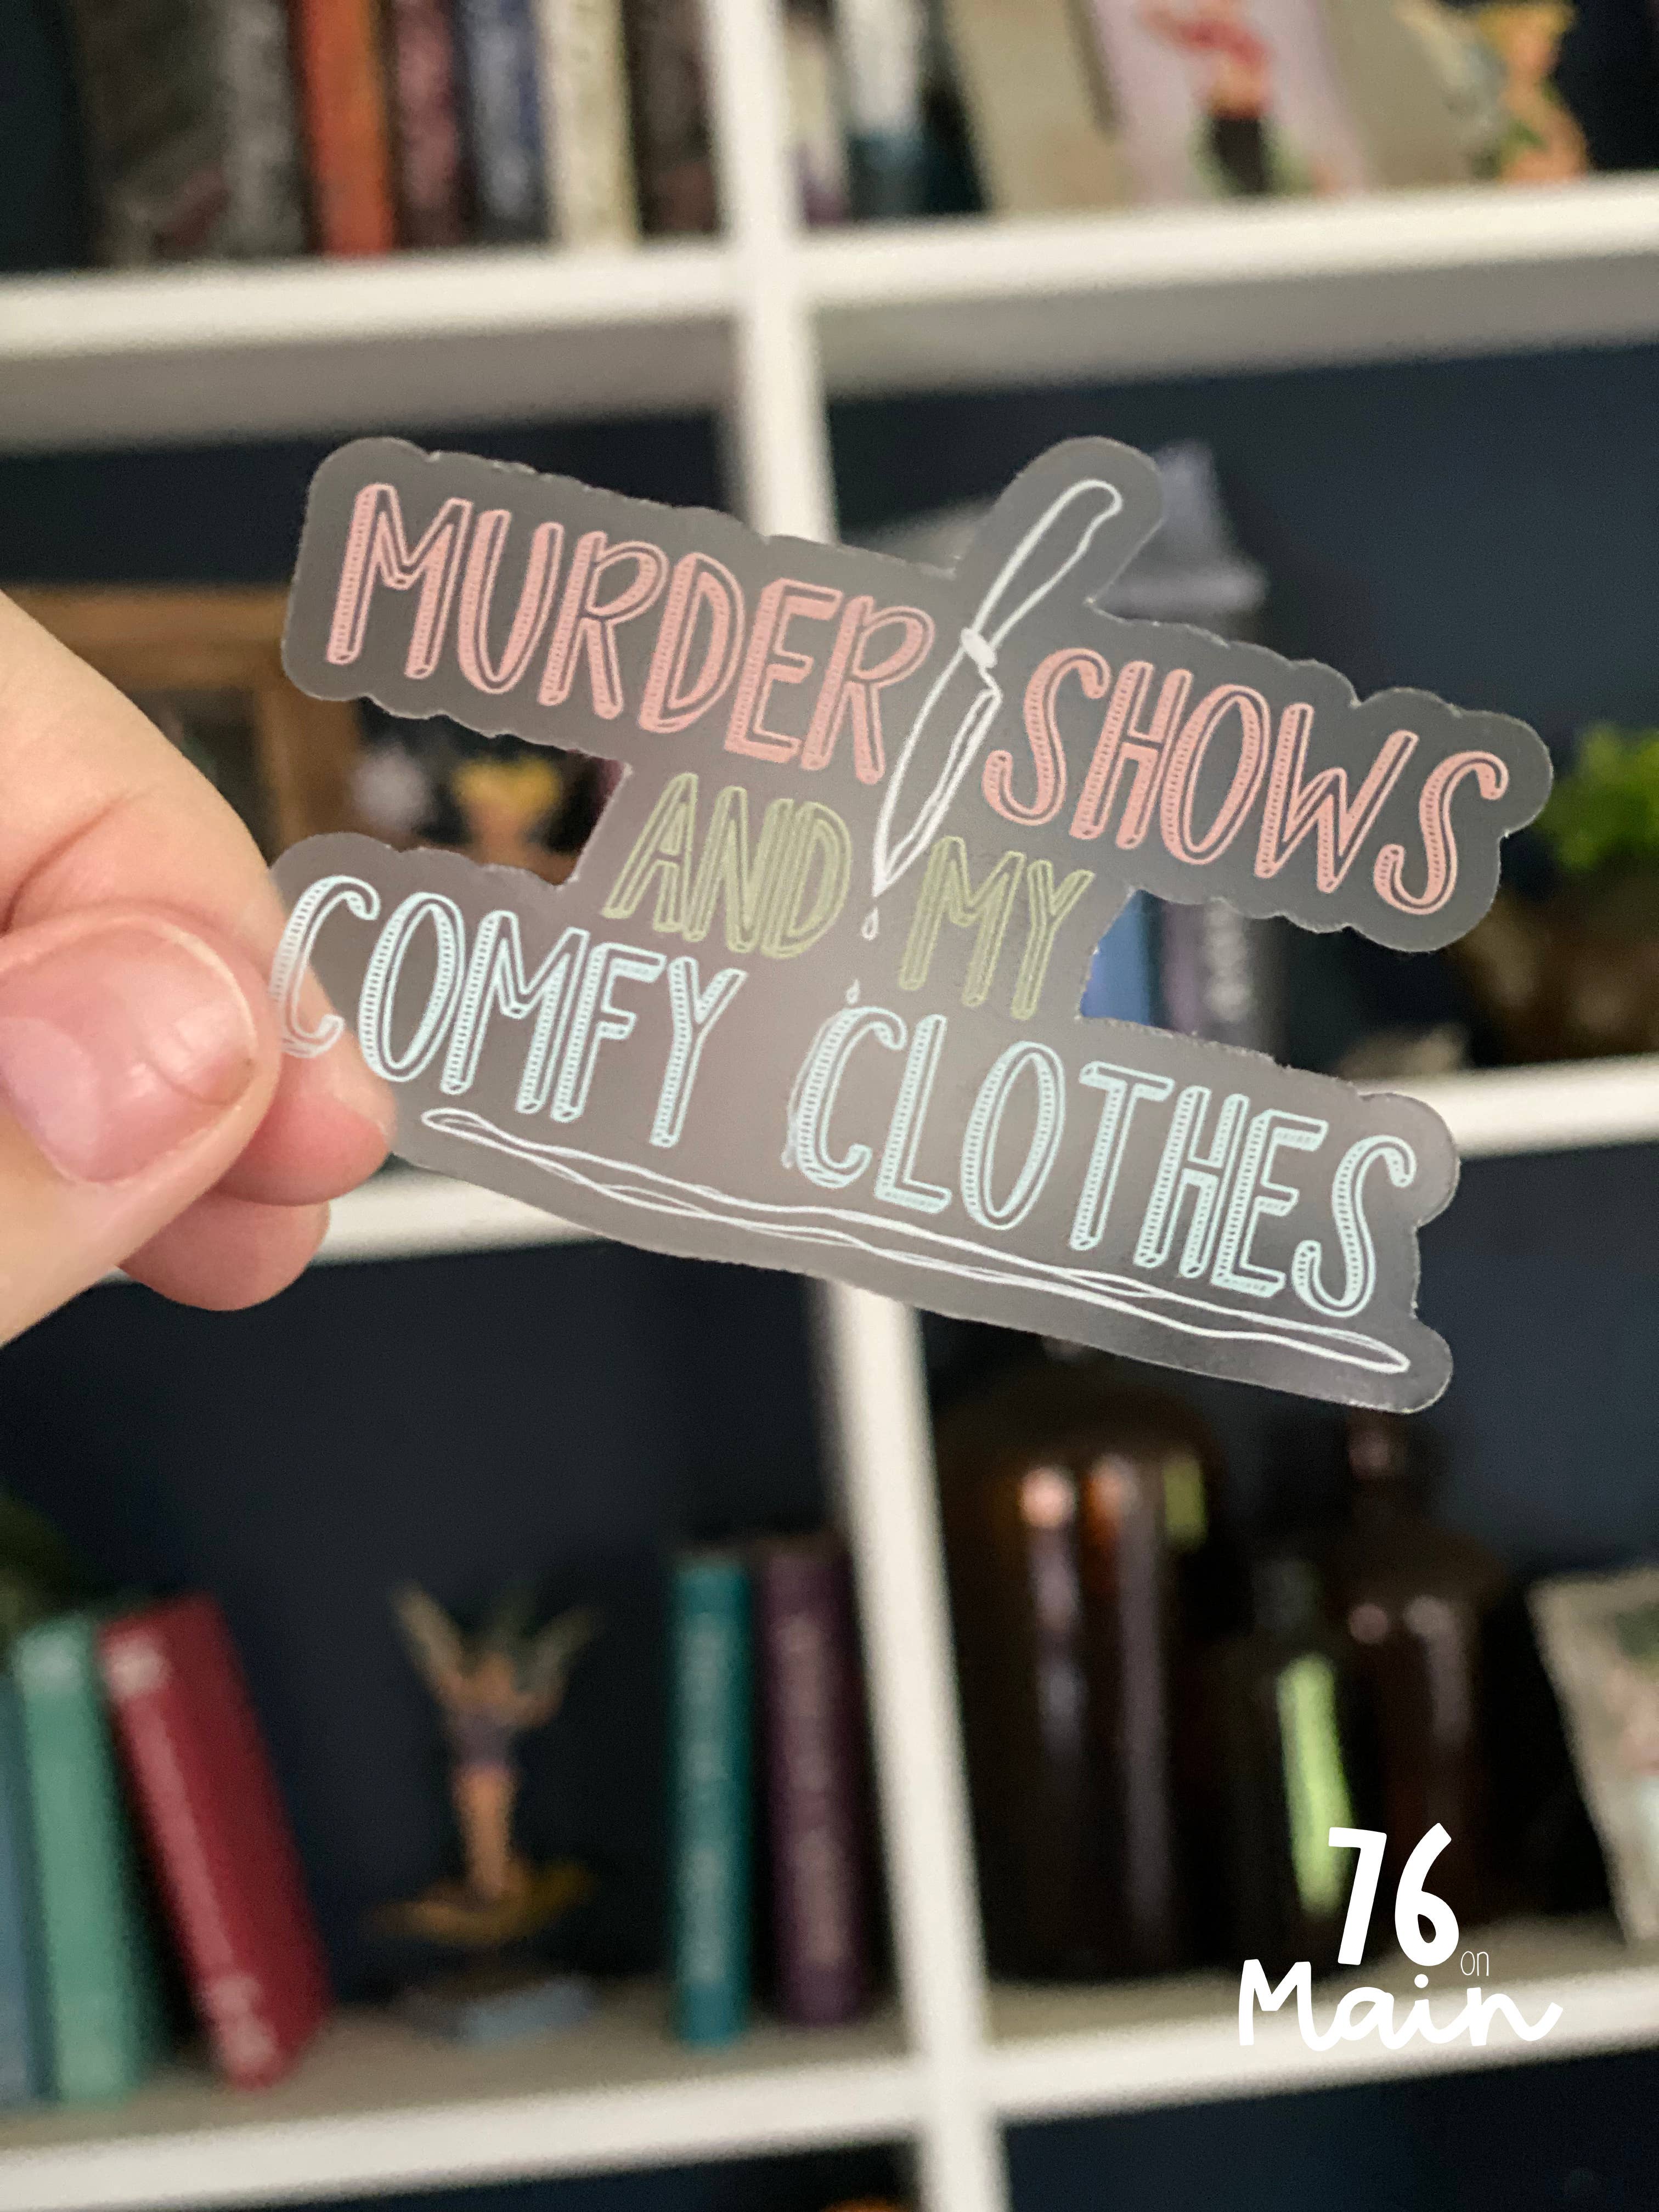 MURDER SHOWS
AND MY
COMFY CLOTHES
76
on
Main